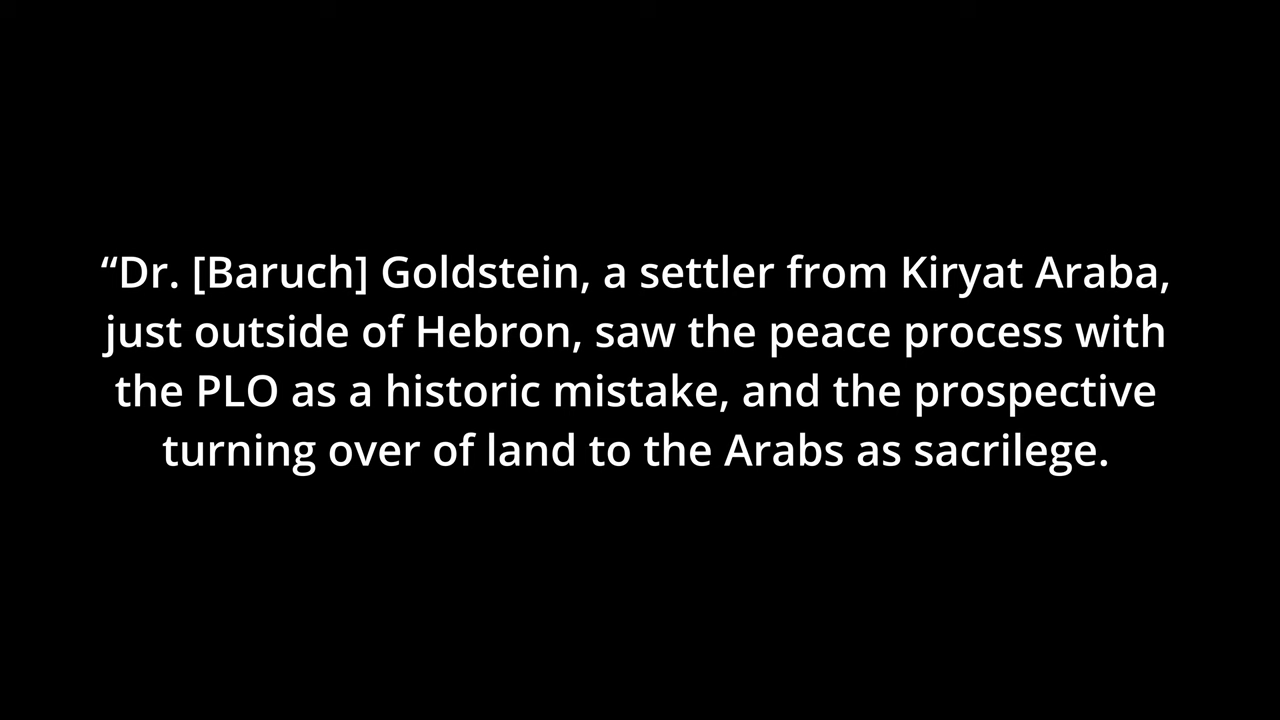 “Dr. [Baruch] Goldstein, a settler from Kiryat Araba,
just outside of Hebron, saw the peace process with
the PLO as a historic mistake, and the prospective
turning over of land to the Arabs as sacrilege.